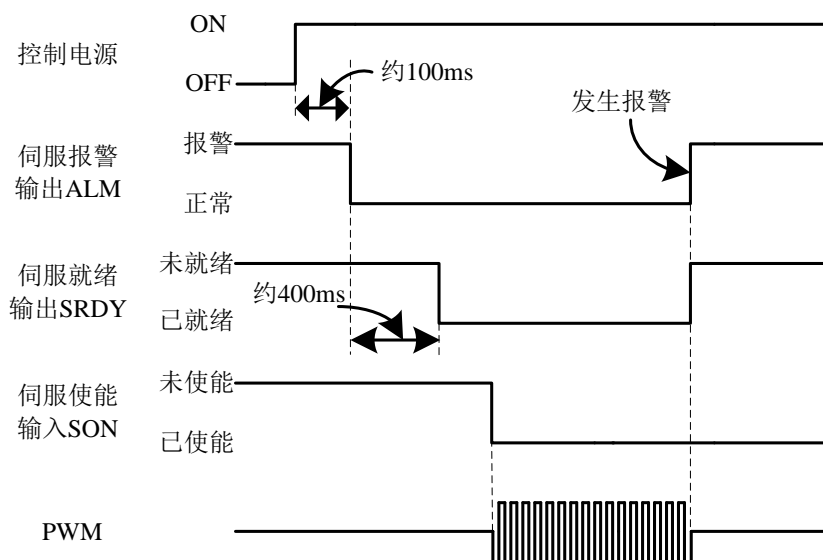 控制电源
ON
OFF
约100ms
发生报警
伺服报警
输出ALM
报警
正常
伺服就绪
输出SRDY
未就绪
已就绪
约400ms
伺服使能
输入SON
未使能
已使能
PWM